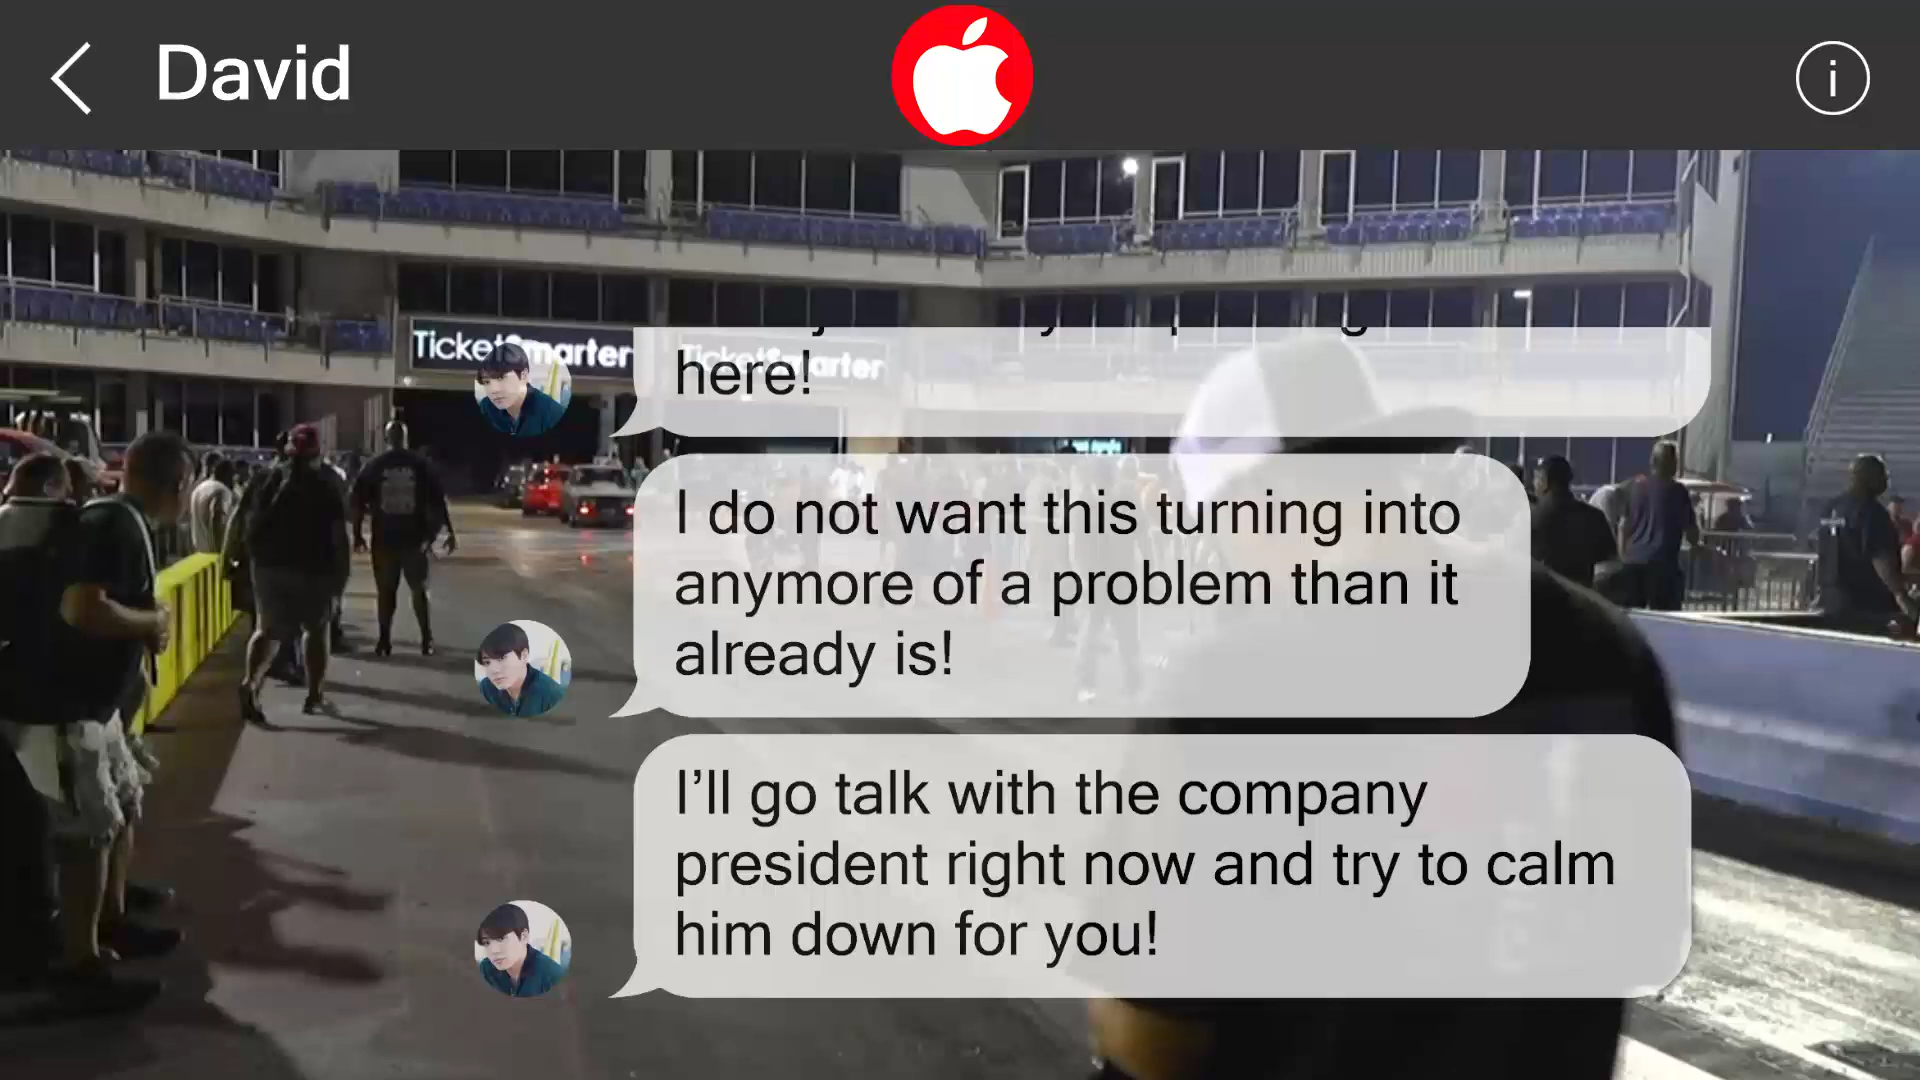 David
TicketSmarter
TicketSmarter
here!
I do not want this turning into
anymore of a problem than it
already is!
I’ll go talk with the company
president right now and try to calm
him down for you!